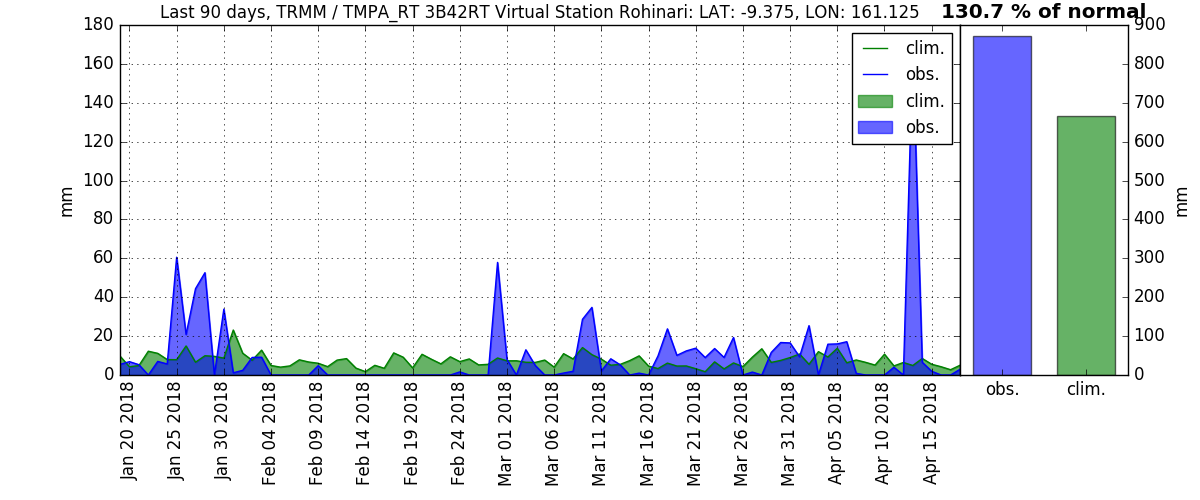 Last 90 days, TRMM / TMPA_RT 3B42RT Virtual Station Rohinari: LAT: -9.375, LON: 161.125
130.7 % of normal
180
160
140
120
100
80
60
40
20
0
mm
clim.
obs.
clim.
obs.
900
800
700
600
500
400
300
200
100
0
mm
Jan 20 2018
Jan 25 2018
Jan 30 2018
Feb 04 2018
Feb 09 2018
Feb 14 2018
Feb 19 2018
Feb 24 2018
Mar 01 2018
Mar 06 2018
Mar 11 2018
Mar 16 2018
Mar 21 2018
Mar 26 2018
Mar 31 2018
Apr 05 2018
Apr 10 2018
Apr 15 2018
obs.
clim.